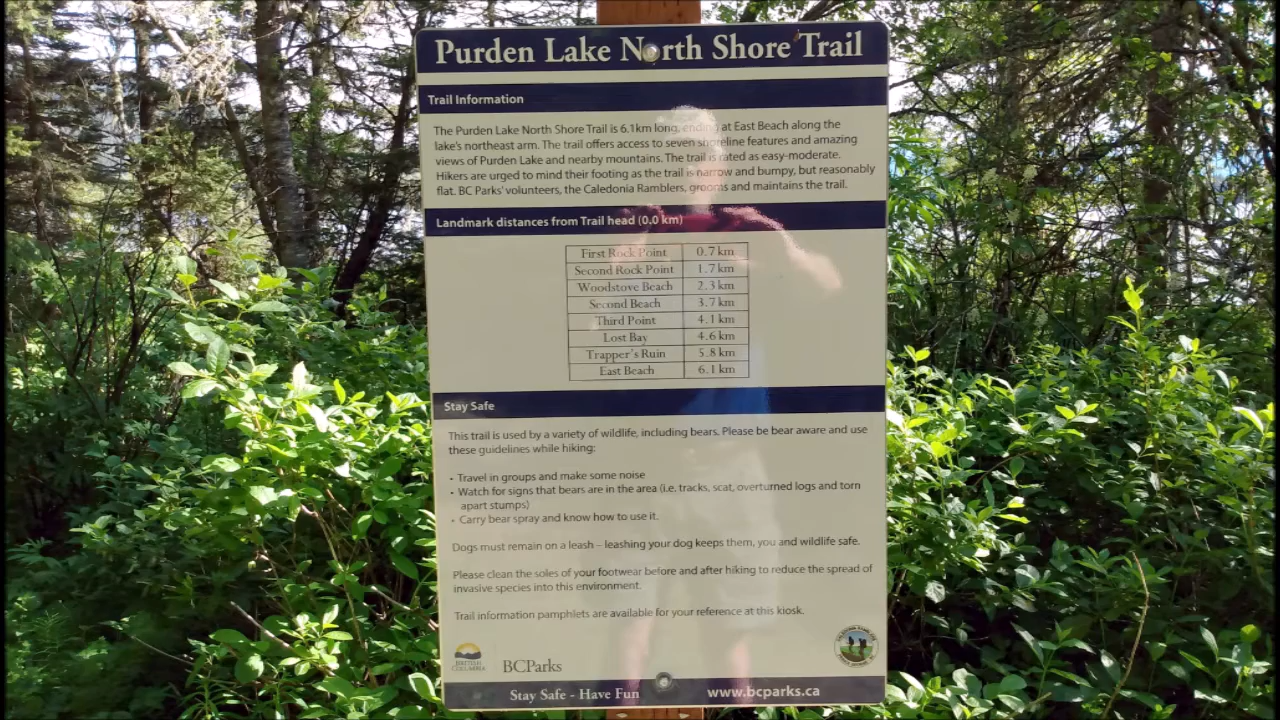 Purden Lake North Shore Trail
Trail Information
The Purden Lake North Shore Trail is 6.1km long, ending at East Beach along the
lake's northeast arm. The trail offers access to seven shoreline features and amazing
views of Purden Lake and nearby mountains. The trail is rated as easy-moderate.
Hikers are urged to mind their footing as the trail is narrow and bumpy, but reasonably
flat. BC Parks' volunteers, the Caledonia Ramblers, grooms and maintains the trail.
Landmark distances from Trail head (0.0 km)
First Rock Point 0.7 km
Second Rock Point 1.7 km
Woodstove Beach 2.3 km
Second Beach 3.7 km
Third Point 4.1 km
Lost Bay 4.6 km
Trapper's Ruin 5.8 km
East Beach 6.1 km
Stay Safe
This trail is used by a variety of wildlife, including bears. Please be bear aware and use
these guidelines while hiking:
• Travel in groups and make some noise
• Watch for signs that bears are in the area (i.e. tracks, scat, overturned logs and torn
apart stumps)
• Carry bear spray and know how to use it.
Dogs must remain on a leash – leashing your dog keeps them, you and wildlife safe.
Please clean the soles of your footwear before and after hiking to reduce the spread of
invasive species into this environment.
Trail information pamphlets are available for your reference at this kiosk.
BRITISH
COLUMBIA
BCParks
Stay Safe - Have Fun www.bcparks.ca